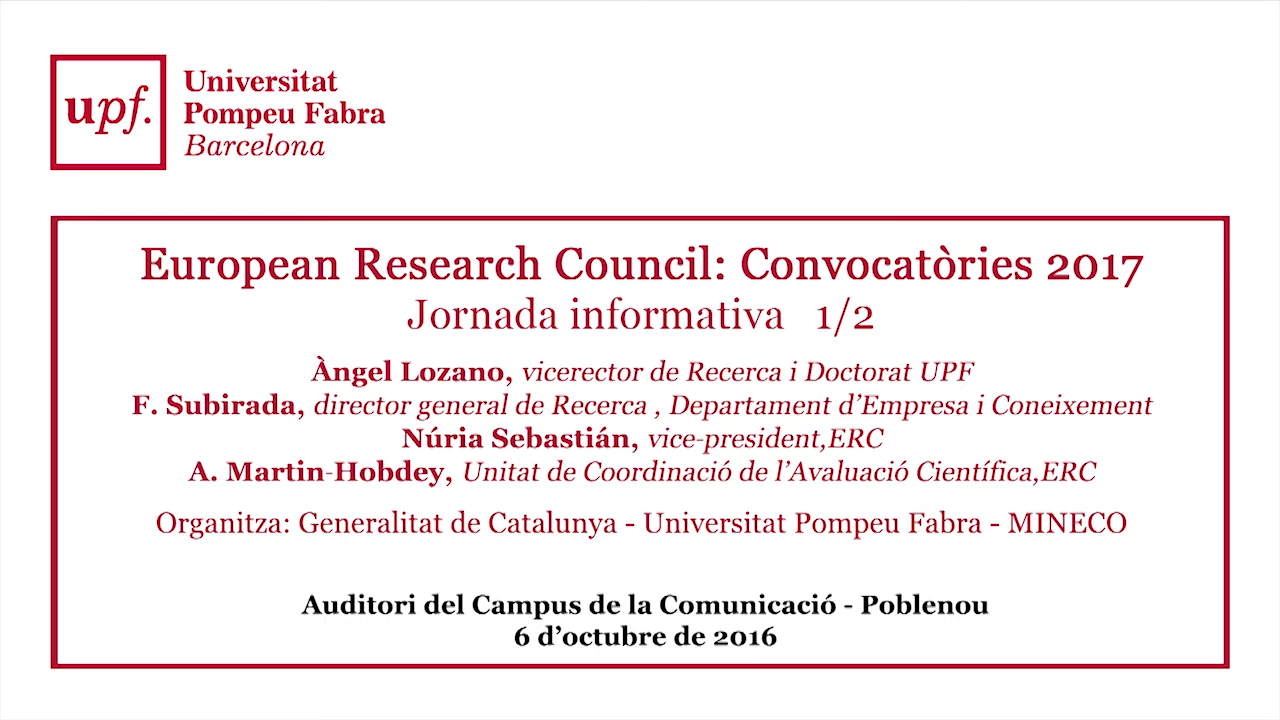 upf.
Universitat
Pompeu Fabra
Barcelona
European Research Council: Convocatòries 2017
Jornada informativa 1/2
Àngel Lozano, vicerector de Recerca i Doctorat UPF
F. Subirada, director general de Recerca , Departament d’Empresa i Coneixement
Núria Sebastián, vice-president,ERC
A. Martin-Hobdey, Unitat de Coordinació de l’Avaluació Científica,ERC
Organitza: Generalitat de Catalunya - Universitat Pompeu Fabra - MINECO
Auditori del Campus de la Comunicació - Poblenou
6 d’octubre de 2016